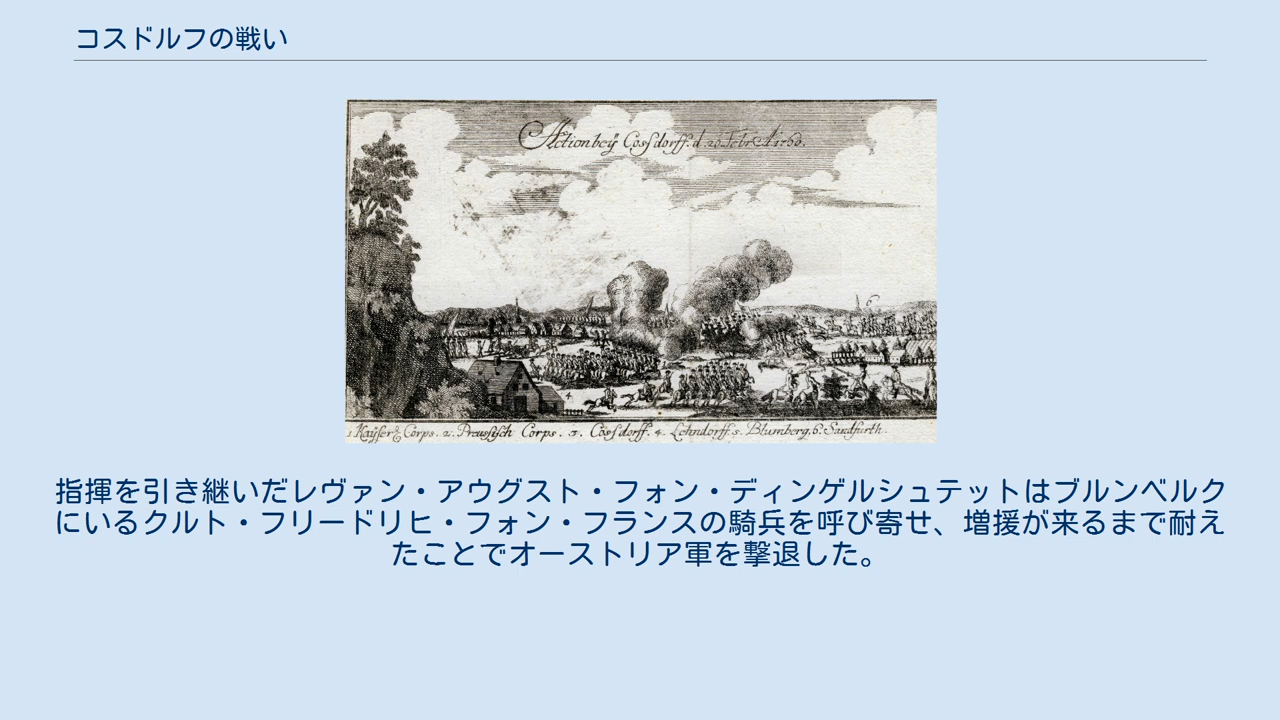 コスドルフの戦い
Action beÿ Cosſdorff. d. 20. Febr. A. 1760.
1. Kaÿſerl. Corps. 2. Preuſſiſch Corps. 3. Cosſdorff. 4. Lehndorff. 5. Blumberg. 6. Sandfurth.
指揮を引き継いだレヴァン・アウグスト・フォン・ディンゲルシュテットはブルンベルク
にいるクルト・フリードリヒ・フォン・フランスの騎兵を呼び寄せ、増援が来るまで耐え
たことでオーストリア軍を撃退した。